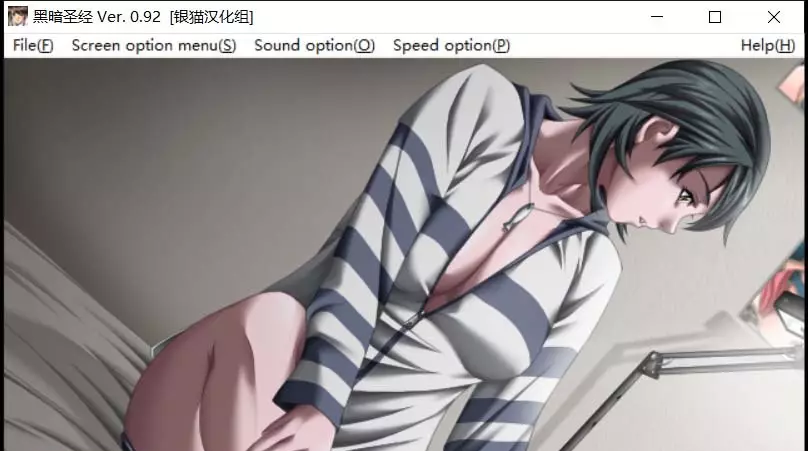 黑暗圣经 Ver. 0.92 [银猫汉化组]
File(F) Screen option menu(S) Sound option(O) Speed option(P) Help(H)